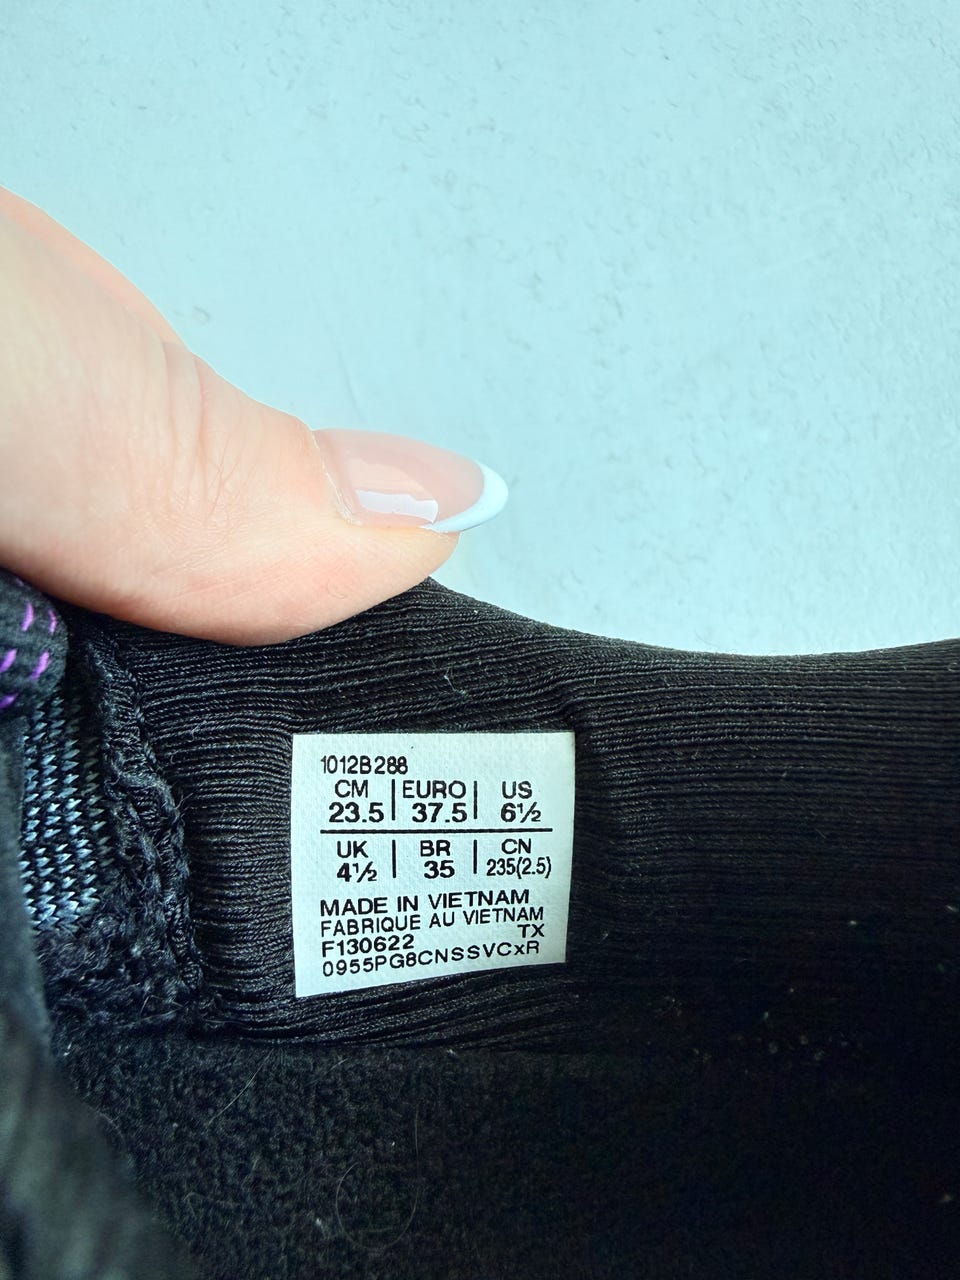 1012B288
CM | EURO | US
23.5 | 37.5 | 6½
UK | BR | CN
4½ | 35 | 235(2.5)
MADE IN VIETNAM
FABRIQUE AU VIETNAM
F130622 TX
0955PG8CNSSVCxR